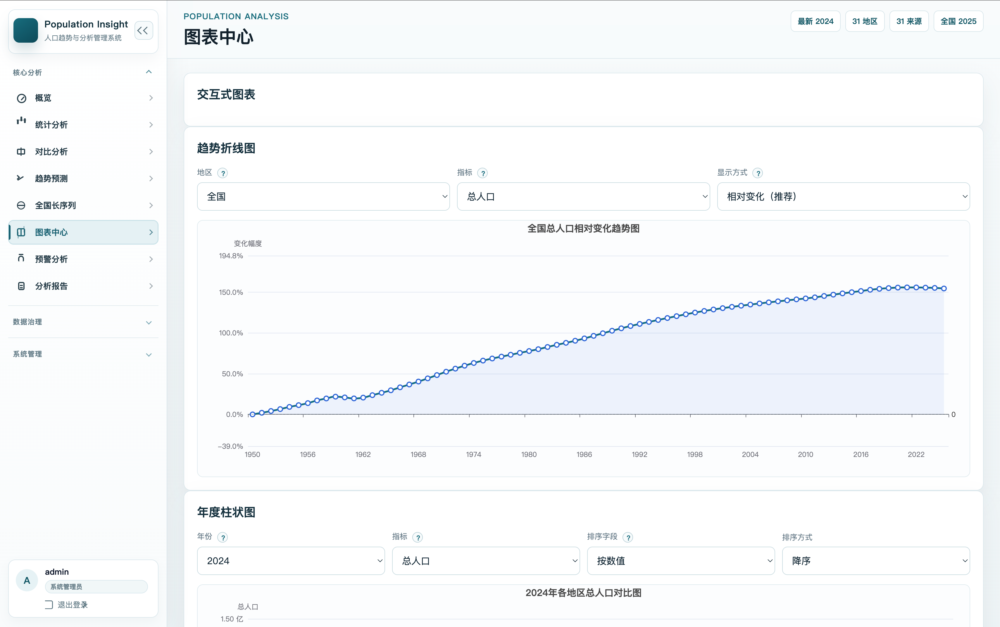 Population Insight
人口趋势与分析管理系统
核心分析
概览
统计分析
对比分析
趋势预测
全国长序列
图表中心
预警分析
分析报告
数据治理
系统管理
A
admin
系统管理员
退出登录
POPULATION ANALYSIS
图表中心
最新 2024
31 地区
31 来源
全国 2025
交互式图表
趋势折线图
地区 ?
指标 ?
显示方式 ?
全国
总人口
相对变化（推荐）
全国总人口相对变化趋势图
变化幅度
194.8%
150.0%
100.0%
50.0%
0.0%
0
−39.0%
1950 1956 1962 1968 1974 1980 1986 1992 1998 2004 2010 2016 2022
年度柱状图
年份 ?
指标 ?
排序字段 ?
排序方式
2024
总人口
按数值
降序
2024年各地区总人口对比图
总人口
1.50 亿